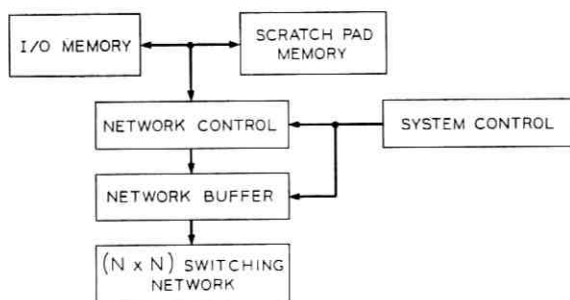 I/O MEMORY
SCRATCH PAD
MEMORY
NETWORK CONTROL
SYSTEM CONTROL
NETWORK BUFFER
(N x N) SWITCHING
NETWORK